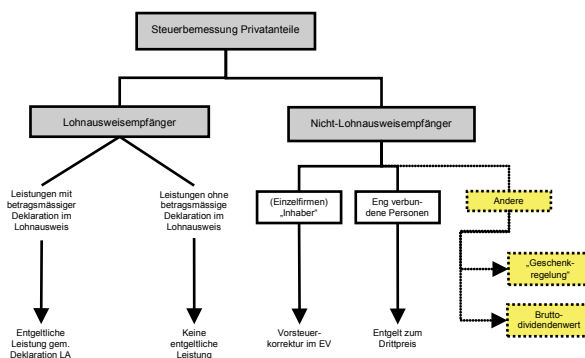 Steuerbemessung Privatanteile
Lohnausweisempfänger
Nicht-Lohnausweisempfänger
Leistungen mit
betragsmässiger
Deklaration im
Lohnausweis
Leistungen ohne
betragsmässige
Deklaration im
Lohnausweis
(Einzelfirmen)
„Inhaber“
Eng verbun-
dene Personen
Andere
„Geschenk-
regelung“
Brutto-
dividendenwert
Entgeltliche
Leistung gem.
Deklaration LA
Keine
entgeltliche
Leistung
Vorsteuer-
korrektur im EV
Entgelt zum
Drittpreis